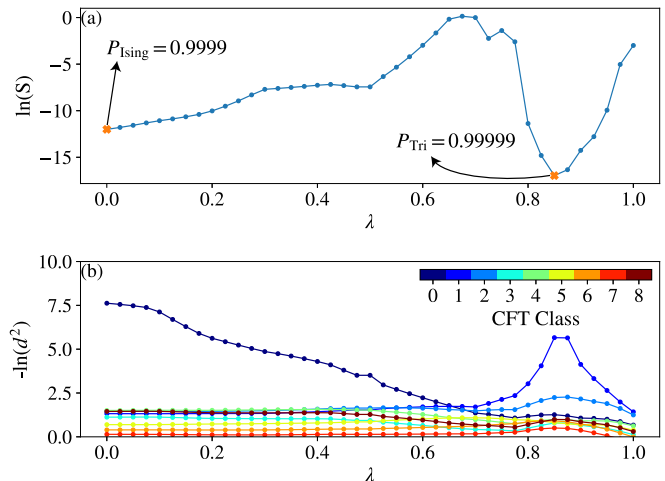 (a)
P_Ising = 0.9999
P_Tri = 0.99999
ln(S)
0
−5
−10
−15
0.0 0.2 0.4 0.6 0.8 1.0
λ
(b)
-ln(d²)
10.0
7.5
5.0
2.5
0.0
0 1 2 3 4 5 6 7 8
CFT Class
0.0 0.2 0.4 0.6 0.8 1.0
λ